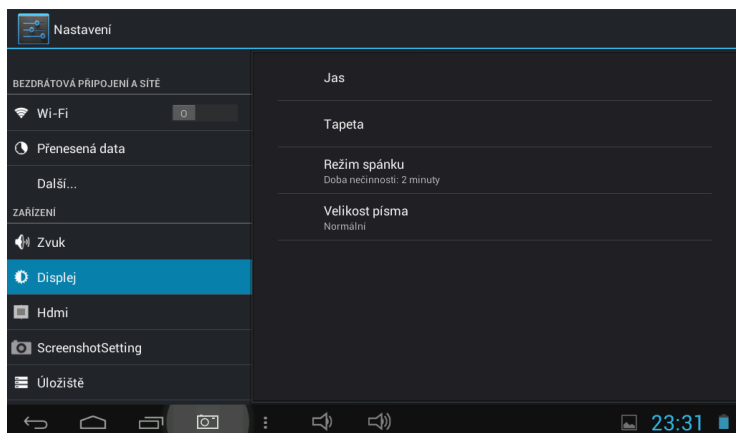 Nastavení
BEZDRÁTOVÁ PŘIPOJENÍ A SÍTĚ
Wi-Fi
O
Přenesená data
Další...
ZAŘÍZENÍ
Zvuk
Displej
Hdmi
ScreenshotSetting
Úložiště
Jas
Tapeta
Režim spánku
Doba nečinnosti: 2 minuty
Velikost písma
Normální
23:31